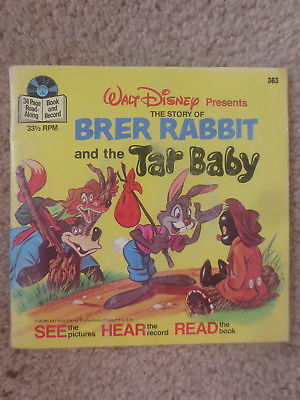 24 Page
Read-
Along
Book
and
Record
33⅓ RPM
363
WALT DISNEY Presents
THE STORY OF
BRER RABBIT
and the Tar Baby
SEE the pictures HEAR the record READ the book